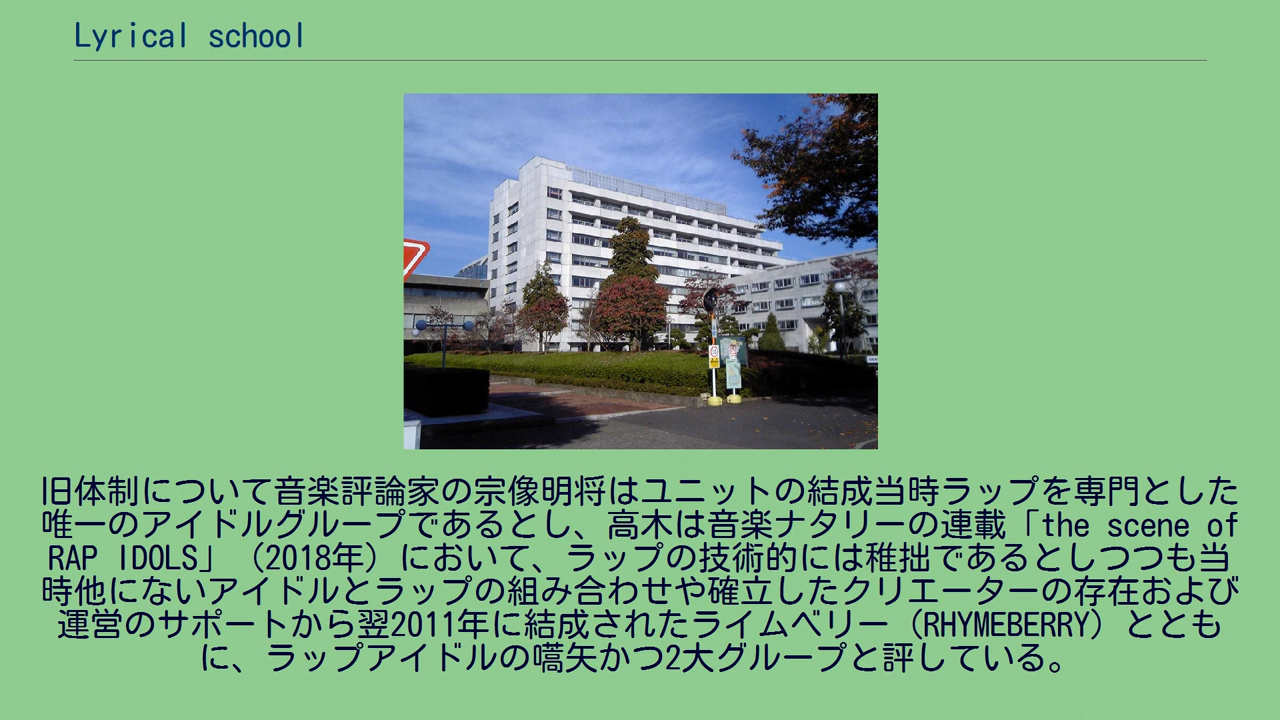 Lyrical school
旧体制について音楽評論家の宗像明将はユニットの結成当時ラップを専門とした
唯一のアイドルグループであるとし、高木は音楽ナタリーの連載「the scene of
RAP IDOLS」（2018年）において、ラップの技術的には稚拙であるとしつつも当
時他にないアイドルとラップの組み合わせや確立したクリエーターの存在および
運営のサポートから翌2011年に結成されたライムベリー（RHYMEBERRY）ととも
に、ラップアイドルの嚆矢かつ2大グループと評している。